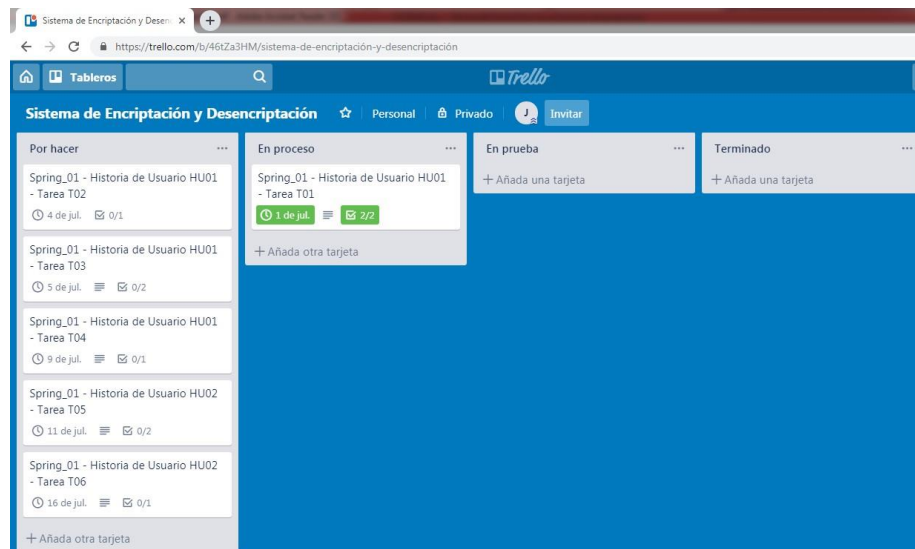 Sistema de Encriptación y Desen
https://trello.com/b/46tZa3HM/sistema-de-encriptación-y-desencriptación
Tableros
Trello
Sistema de Encriptación y Desencriptación Personal Privado J Invitar
Por hacer
Spring_01 - Historia de Usuario HU01
- Tarea T02
4 de jul. 0/1
Spring_01 - Historia de Usuario HU01
- Tarea T03
5 de jul. 0/2
Spring_01 - Historia de Usuario HU01
- Tarea T04
9 de jul. 0/1
Spring_01 - Historia de Usuario HU02
- Tarea T05
11 de jul. 0/2
Spring_01 - Historia de Usuario HU02
- Tarea T06
16 de jul. 0/1
+ Añada otra tarjeta
En proceso
Spring_01 - Historia de Usuario HU01
- Tarea T01
1 de jul. 2/2
+ Añada otra tarjeta
En prueba
+ Añada una tarjeta
Terminado
+ Añada una tarjeta